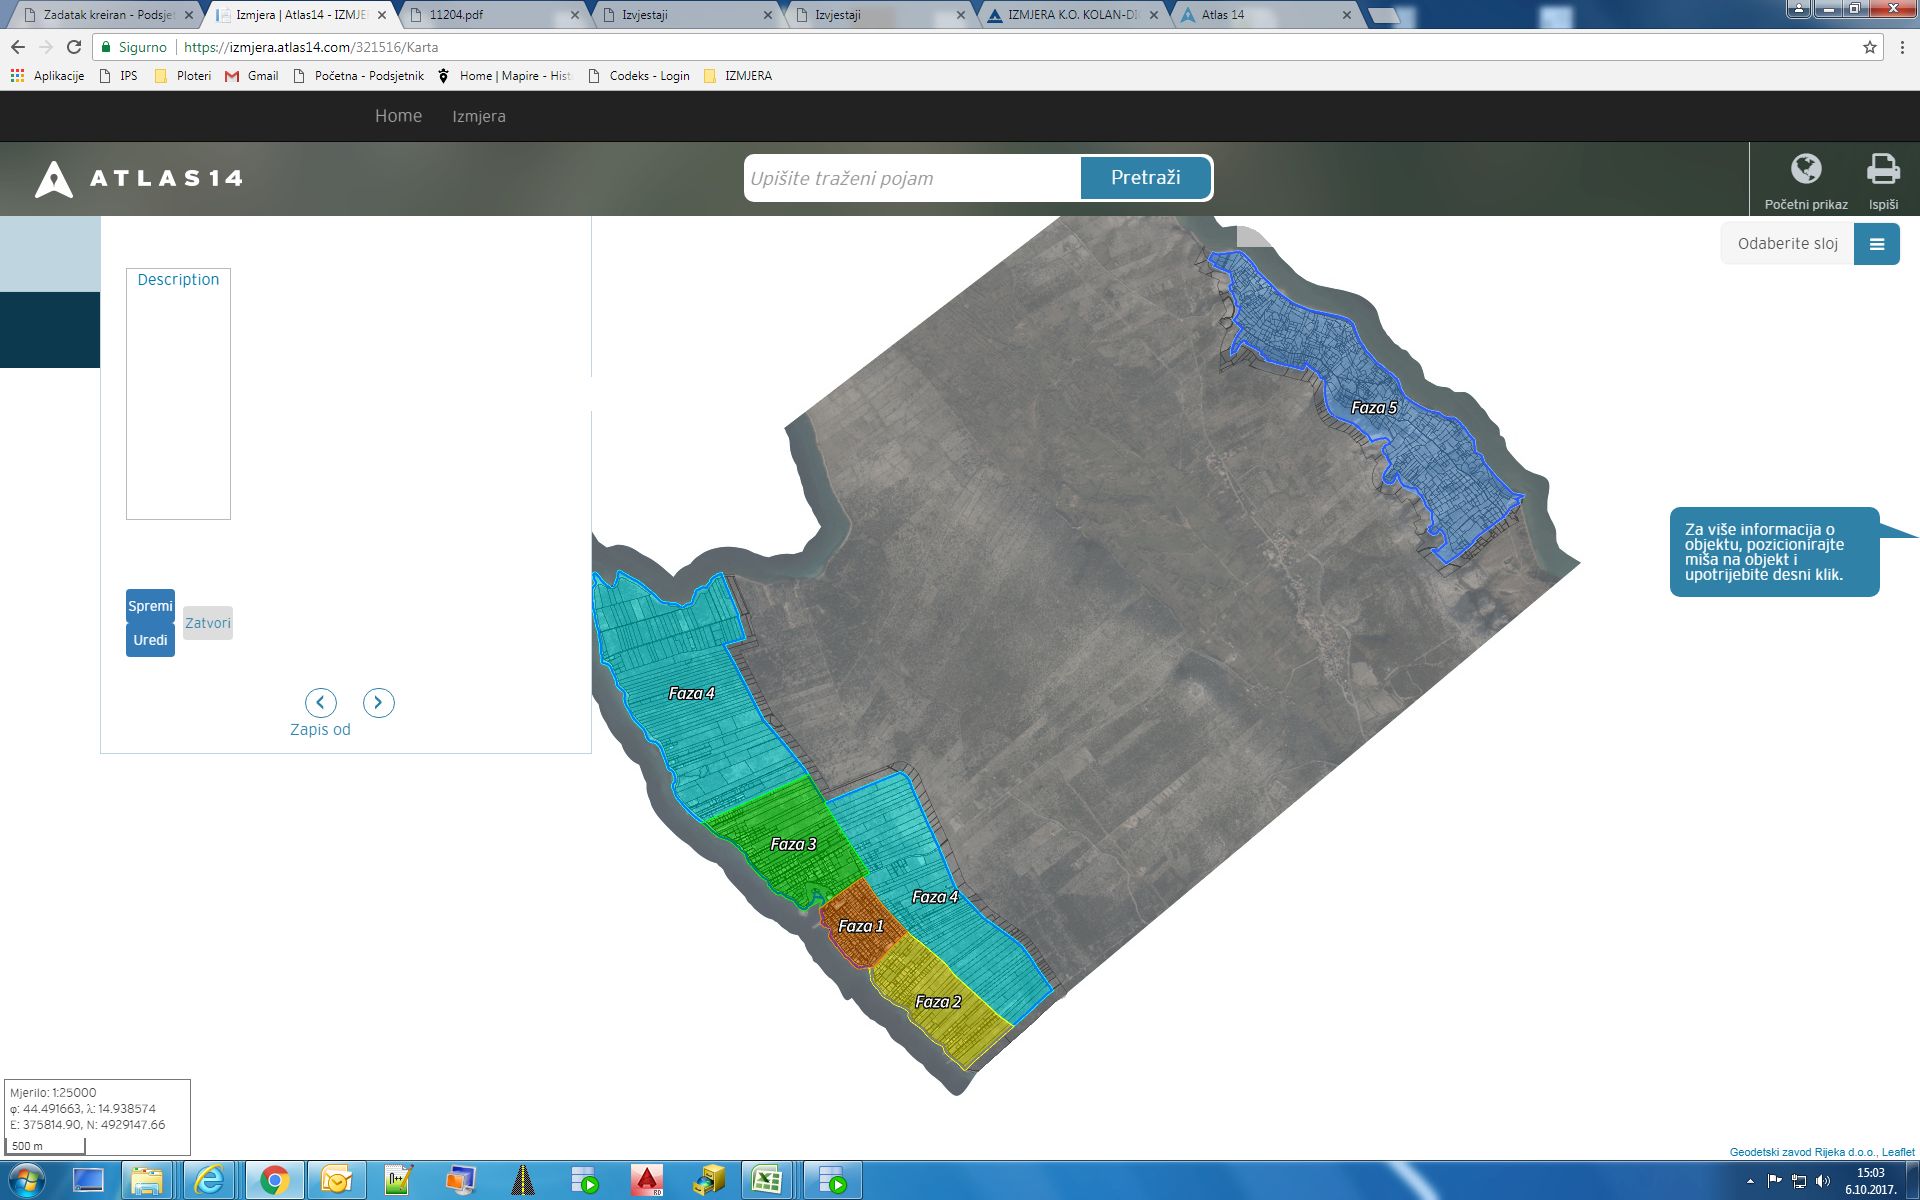 Zadatak kreiran - Podsjet
Izmjera | Atlas14 - IZMJE
11204.pdf
Izvjestaji
Izvjestaji
IZMJERA K.O. KOLAN-DIO
Atlas 14
Sigurno
https://izmjera.atlas14.com/321516/Karta
Aplikacije
IPS
Ploteri
Gmail
Početna - Podsjetnik
Home | Mapire - Hist
Codeks - Login
IZMJERA
Home
Izmjera
ATLAS14
Upišite traženi pojam
Pretraži
Početni prikaz
Ispiši
Odaberite sloj
Description
Spremi
Uredi
Zatvori
Zapis od
Faza 5
Za više informacija o
objektu, pozicionirajte
miša na objekt i
upotrijebite desni klik.
Faza 4
Faza 3
Faza 4
Faza 1
Faza 2
Mjerilo: 1:25000
φ: 44.491663, λ: 14.938574
E: 375814.90, N: 4929147.66
500 m
Geodetski zavod Rijeka d.o.o., Leaflet
15:03
6.10.2017.